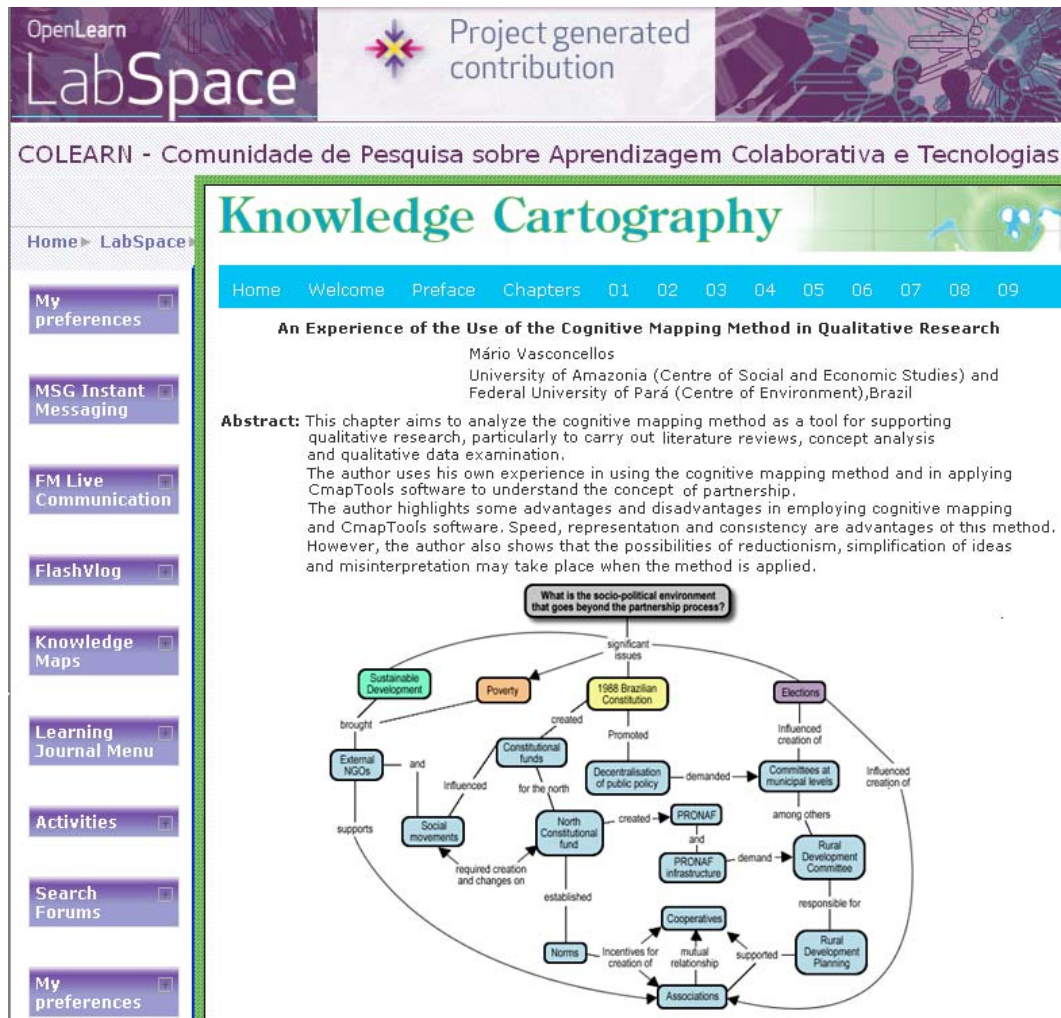 OpenLearn
LabSpace
Project generated
contribution
COLEARN - Comunidade de Pesquisa sobre Aprendizagem Colaborativa e Tecnologias
Home LabSpace
Knowledge Cartography
Home Welcome Preface Chapters 01 02 03 04 05 06 07 08 09
My
preferences
MSG Instant
Messaging
FM Live
Communication
FlashVlog
Knowledge
Maps
Learning
Journal Menu
Activities
Search
Forums
My
preferences
An Experience of the Use of the Cognitive Mapping Method in Qualitative Research
Mário Vasconcellos
University of Amazonia (Centre of Social and Economic Studies) and
Federal University of Pará (Centre of Environment),Brazil
Abstract: This chapter aims to analyze the cognitive mapping method as a tool for supporting
qualitative research, particularly to carry out literature reviews, concept analysis
and qualitative data examination.
The author uses his own experience in using the cognitive mapping method and in applying
CmapTools software to understand the concept of partnership.
The author highlights some advantages and disadvantages in employing cognitive mapping
and CmapTools software. Speed, representation and consistency are advantages of this method.
However, the author also shows that the possibilities of reductionism, simplification of ideas
and misinterpretation may take place when the method is applied.
What is the socio-political environment
that goes beyond the partnership process?
significant
issues
Sustainable
Development
Poverty
1988 Brazilian
Constitution
Elections
brought
created
Promoted
Influenced
creation of
External
NGOs
and
Constitutional
funds
Decentralisation
of public policy
demanded
Committees at
municipal levels
Influenced
creation of
Influenced
for the north
supports
Social
movements
North
Constitutional
fund
created
PRONAF
among others
and
required creation
and changes on
PRONAF
infrastructure
demand
Rural
Development
Committee
established
responsible for
Cooperatives
Norms
Incentives for
creation of
mutual
relationship
supported
Rural
Development
Planning
Associations